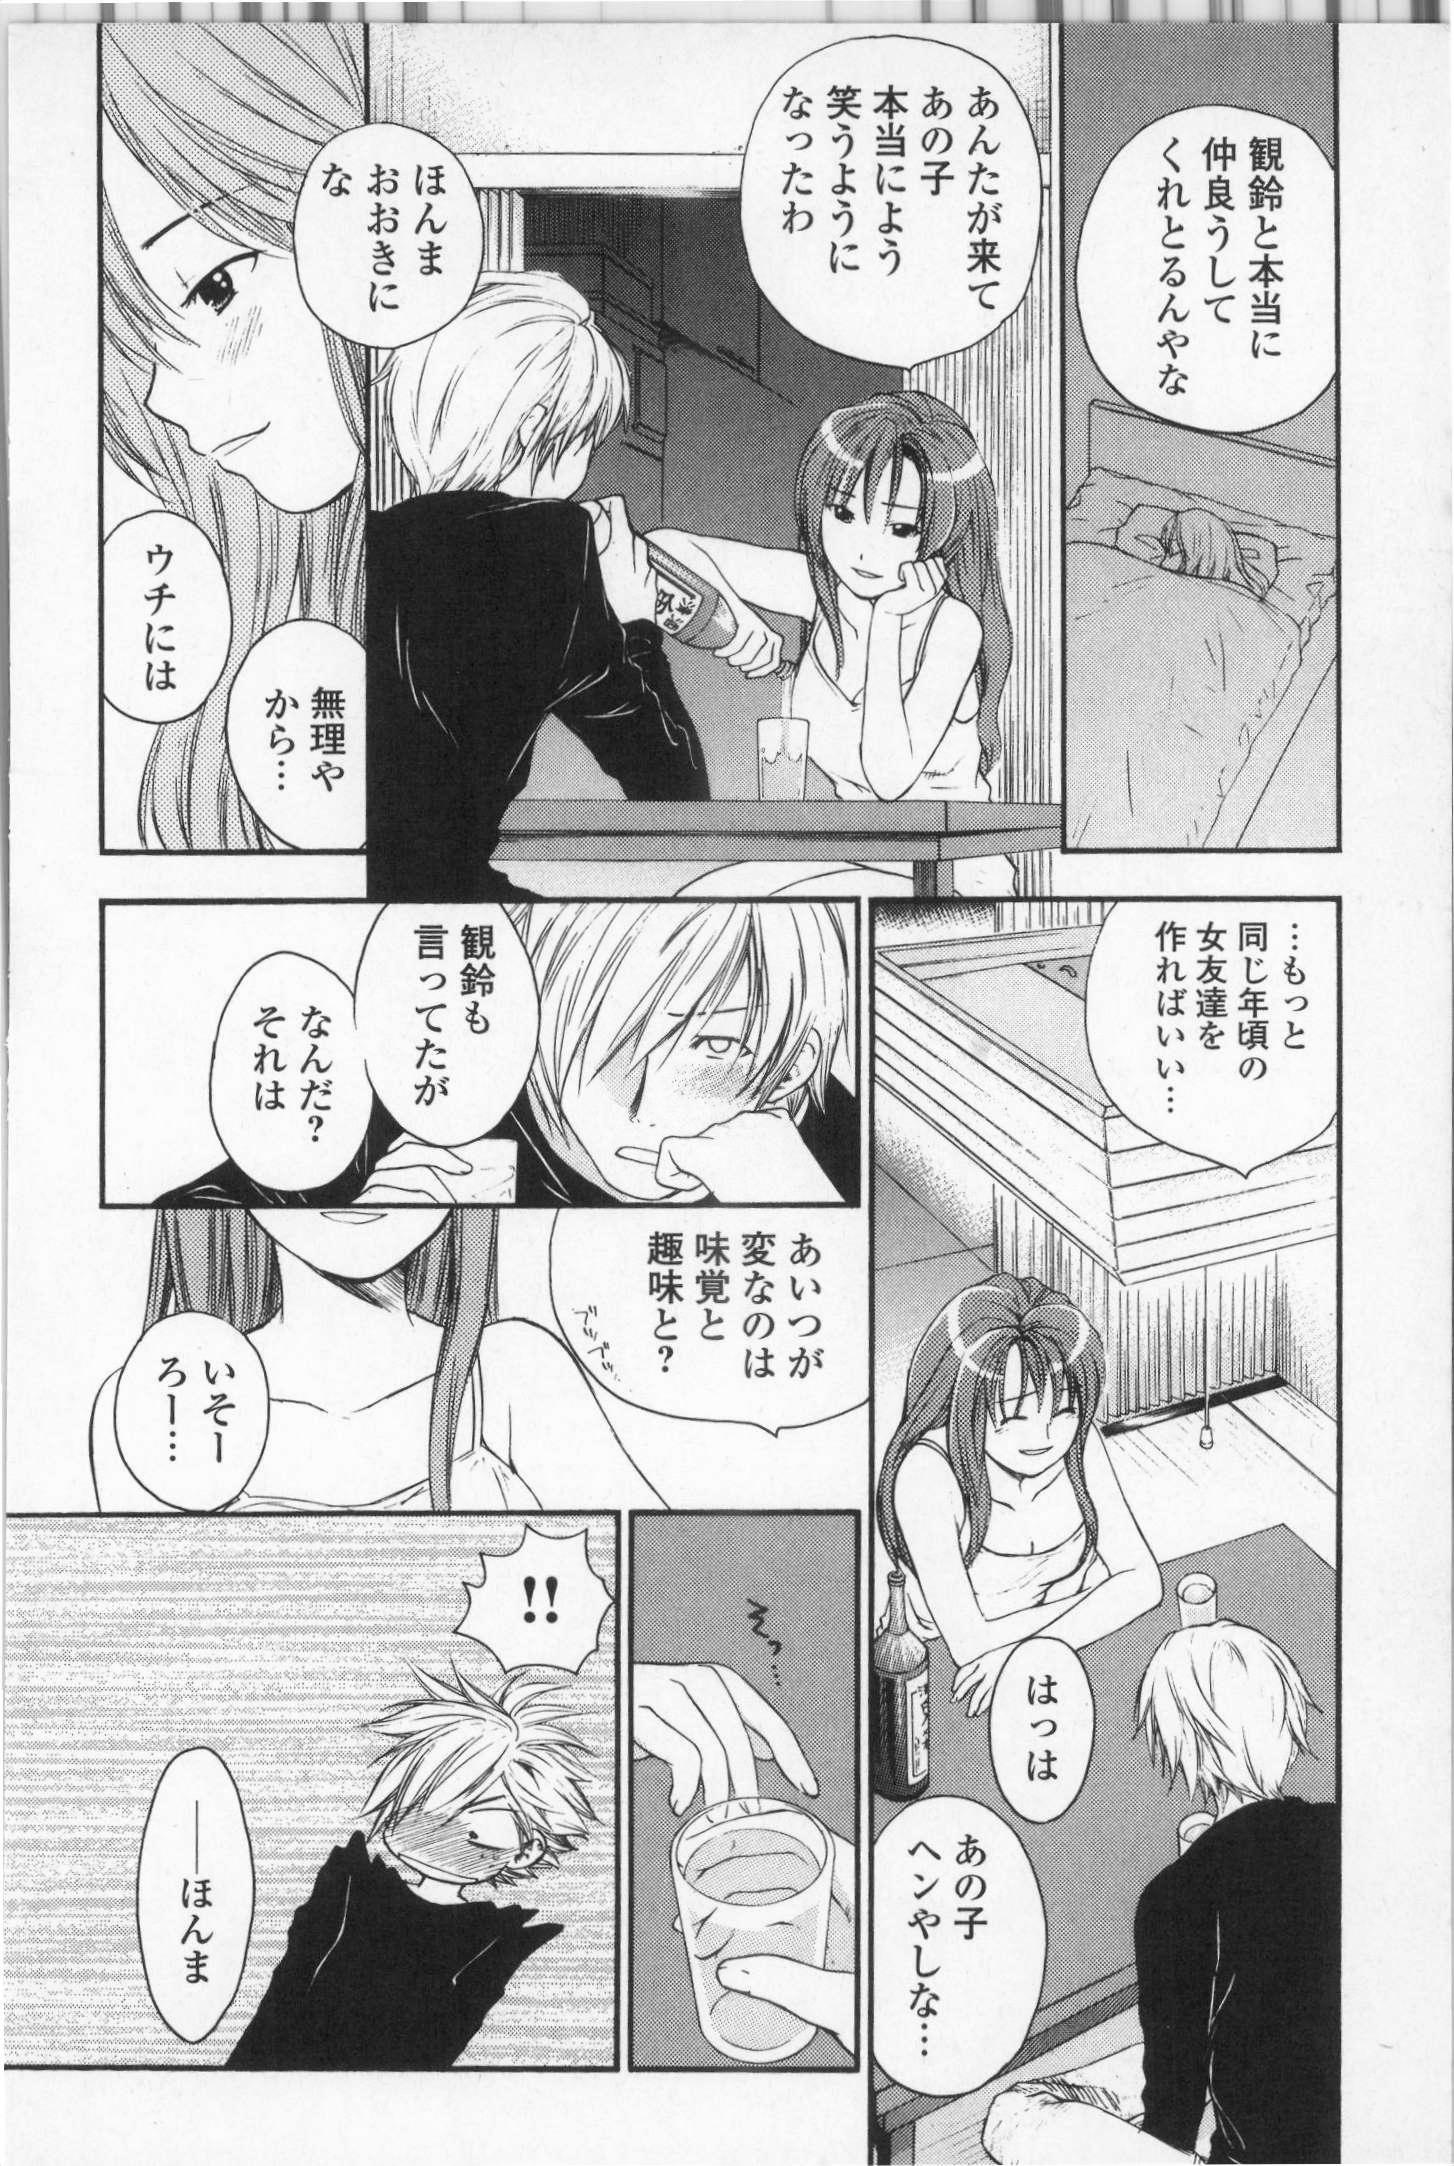 観鈴と本当に
仲良うして
くれとるんやな
あんたが来て
あの子
本当によう
笑うように
なったわ
ほんま
おおきに
な
ウチには
無理や
から…
…もっと
同じ年頃の
女友達を
作ればいい…
はっは
あの子
ヘンやしな…
観鈴も
言ってたが
なんだ?
それは
あいつが
変なのは
味覚と
趣味と?
ズッ
ズッ
いそー
ろー…
そっ…
!!
――ほんま